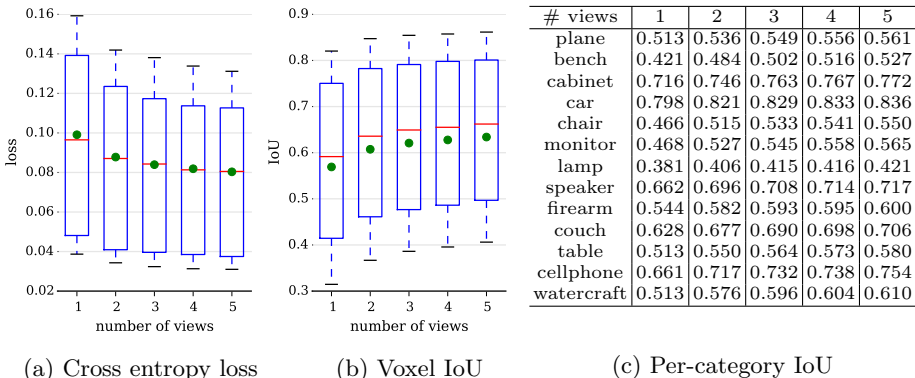 0.16
0.14
0.12
0.10
0.08
0.06
0.04
0.02
loss
1 2 3 4 5
number of views
(a) Cross entropy loss
0.9
0.8
0.7
0.6
0.5
0.4
0.3
IoU
1 2 3 4 5
number of views
(b) Voxel IoU
# views 1 2 3 4 5
plane 0.513 0.536 0.549 0.556 0.561
bench 0.421 0.484 0.502 0.516 0.527
cabinet 0.716 0.746 0.763 0.767 0.772
car 0.798 0.821 0.829 0.833 0.836
chair 0.466 0.515 0.533 0.541 0.550
monitor 0.468 0.527 0.545 0.558 0.565
lamp 0.381 0.406 0.415 0.416 0.421
speaker 0.662 0.696 0.708 0.714 0.717
firearm 0.544 0.582 0.593 0.595 0.600
couch 0.628 0.677 0.690 0.698 0.706
table 0.513 0.550 0.564 0.573 0.580
cellphone 0.661 0.717 0.732 0.738 0.754
watercraft 0.513 0.576 0.596 0.604 0.610
(c) Per-category IoU